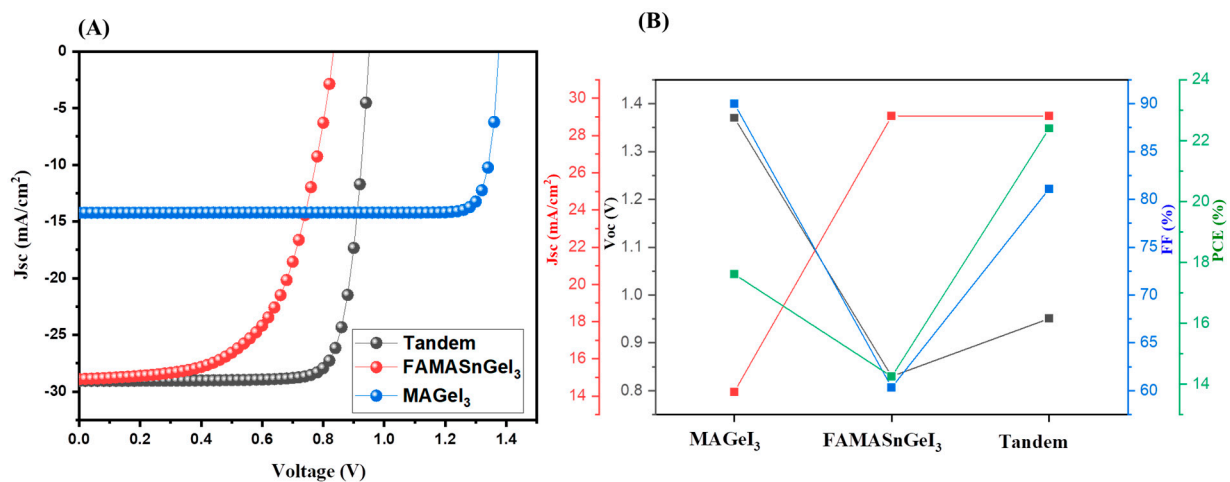 (A)
0
-5
-10
-15
-20
-25
-30
Jsc (mA/cm²)
0.0 0.2 0.4 0.6 0.8 1.0 1.2 1.4
Voltage (V)
Tandem
FAMASnGeI₃
MAGeI₃
(B)
30
28
26
24
22
20
18
16
14
Jsc (mA/cm²)
1.4
1.3
1.2
1.1
1.0
0.9
0.8
Voc (V)
90
85
80
75
70
65
60
FF (%)
24
22
20
18
16
14
PCE (%)
MAGeI₃ FAMASnGeI₃ Tandem